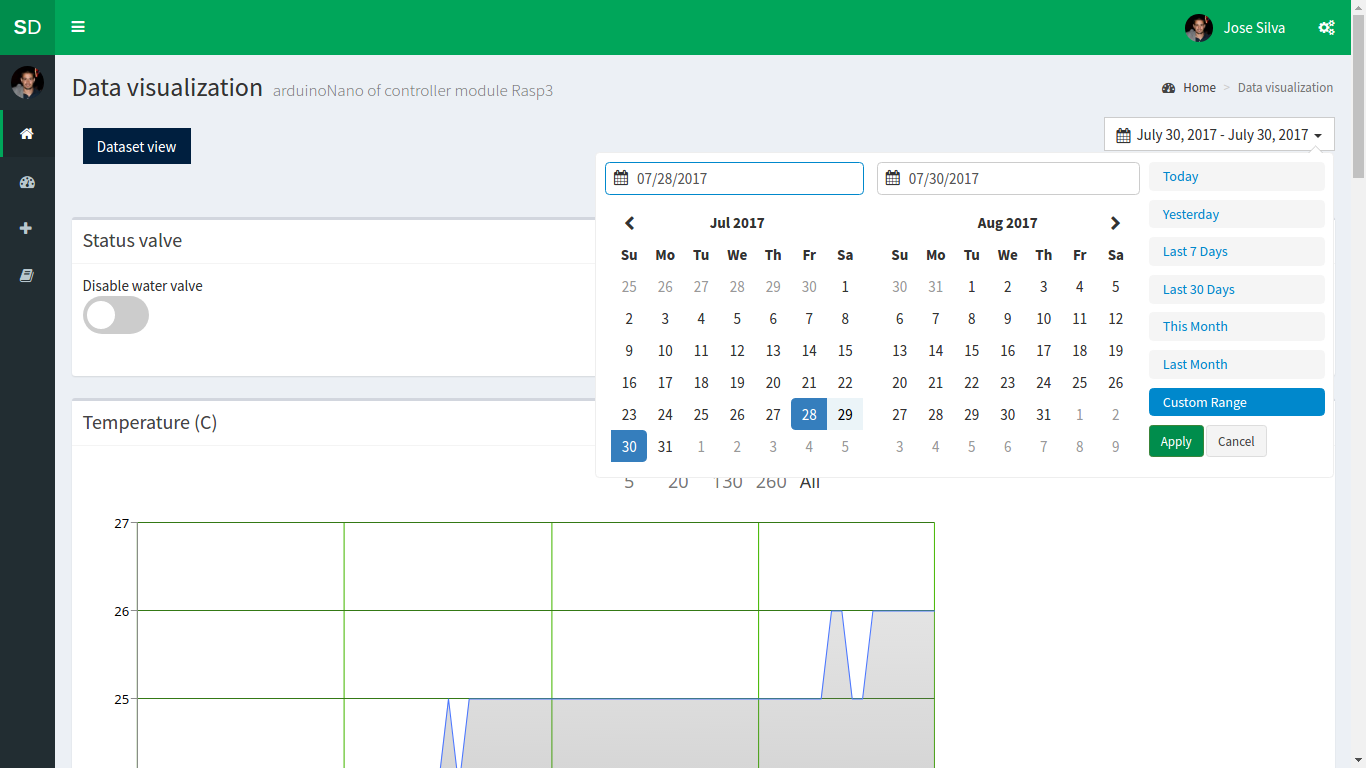 SD
Jose Silva
Data visualization arduinoNano of controller module Rasp3
Home > Data visualization
Dataset view
July 30, 2017 - July 30, 2017
07/28/2017
07/30/2017
Jul 2017
Su Mo Tu We Th Fr Sa
25 26 27 28 29 30 1
2 3 4 5 6 7 8
9 10 11 12 13 14 15
16 17 18 19 20 21 22
23 24 25 26 27 28 29
30 31 1 2 3 4 5
Aug 2017
Su Mo Tu We Th Fr Sa
30 31 1 2 3 4 5
6 7 8 9 10 11 12
13 14 15 16 17 18 19
20 21 22 23 24 25 26
27 28 29 30 31 1 2
3 4 5 6 7 8 9
Today
Yesterday
Last 7 Days
Last 30 Days
This Month
Last Month
Custom Range
Apply Cancel
Status valve
Disable water valve
Temperature (C)
5 20 130 260 All
27
26
25